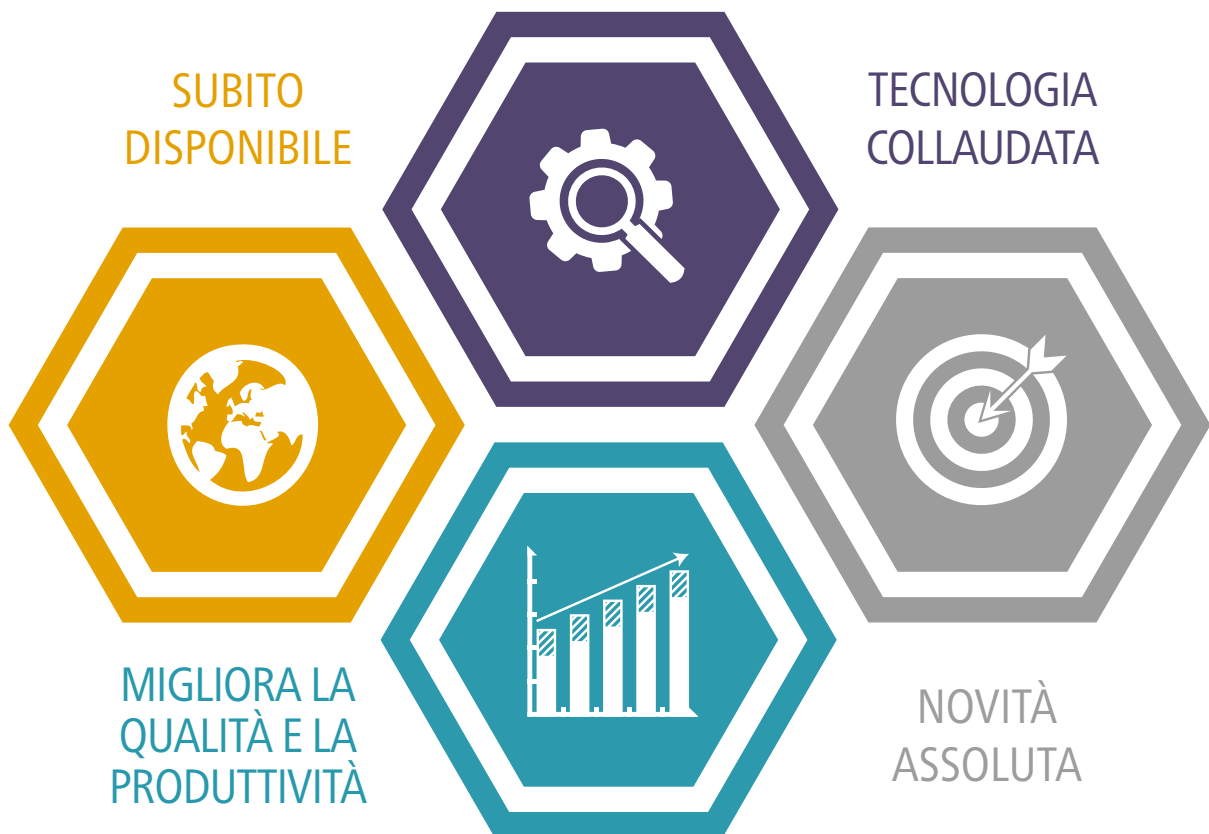 SUBITO
DISPONIBILE
TECNOLOGIA
COLLAUDATA
MIGLIORA LA
QUALITÀ E LA
PRODUTTIVITÀ
NOVITÀ
ASSOLUTA